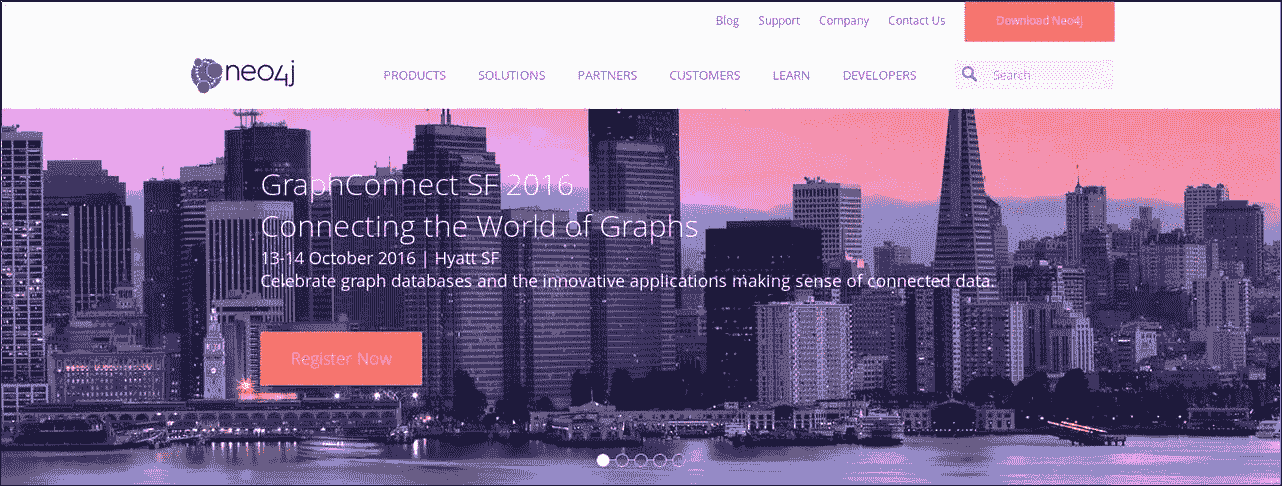 Blog Support Company Contact Us Download Neo4j
neo4j PRODUCTS SOLUTIONS PARTNERS CUSTOMERS LEARN DEVELOPERS Search
GraphConnect SF 2016
Connecting the World of Graphs
13-14 October 2016 | Hyatt SF
Celebrate graph databases and the innovative applications making sense of connected data.
Register Now